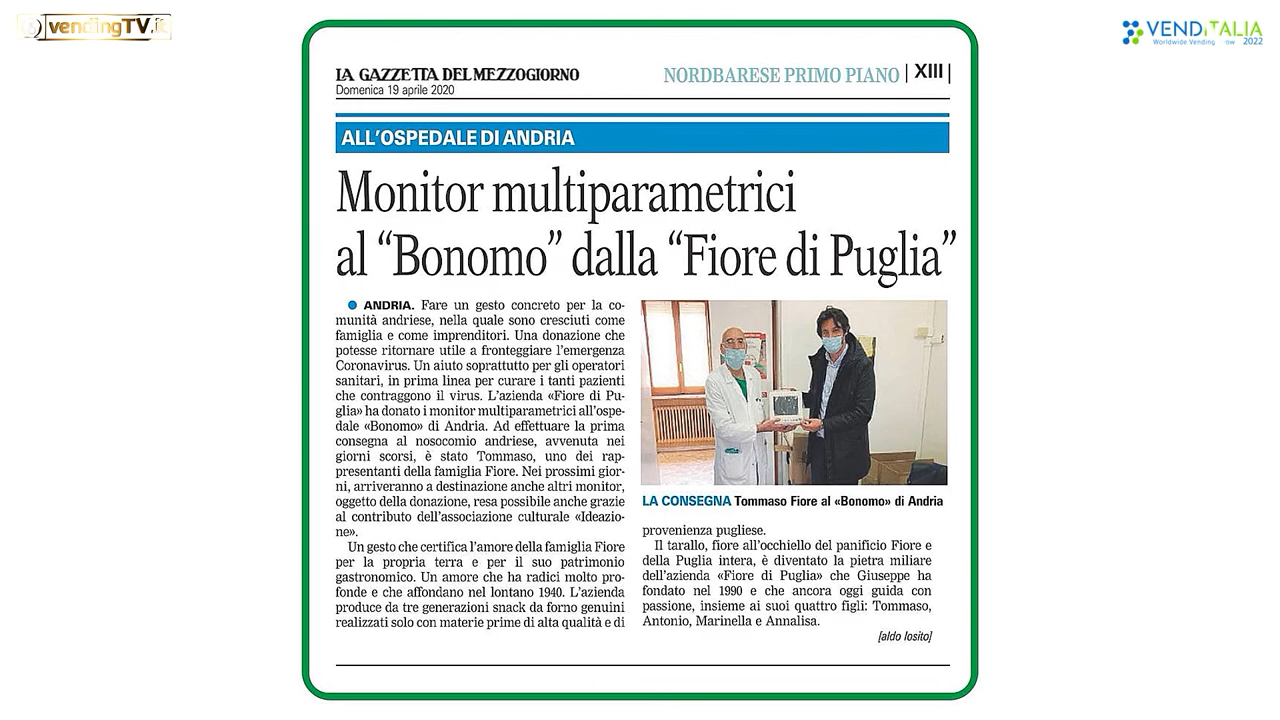 vendingTV.it
VENDITALIA
Worldwide Vending ow 2022
LA GAZZETTA DEL MEZZOGIORNO
Domenica 19 aprile 2020
NORDBARESE PRIMO PIANO | XIII |
ALL'OSPEDALE DI ANDRIA
Monitor multiparametrici
al “Bonomo” dalla “Fiore di Puglia”
● ANDRIA. Fare un gesto concreto per la co-
munità andriese, nella quale sono cresciuti come
famiglia e come imprenditori. Una donazione che
potesse ritornare utile a fronteggiare l'emergenza
Coronavirus. Un aiuto soprattutto per gli operatori
sanitari, in prima linea per curare i tanti pazienti
che contraggono il virus. L'azienda «Fiore di Pu-
glia» ha donato i monitor multiparametrici all'ospe-
dale «Bonomo» di Andria. Ad effettuare la prima
consegna al nosocomio andriese, avvenuta nei
giorni scorsi, è stato Tommaso, uno dei rap-
presentanti della famiglia Fiore. Nei prossimi gior-
ni, arriveranno a destinazione anche altri monitor,
oggetto della donazione, resa possibile anche grazie
al contributo dell'associazione culturale «Ideazio-
ne».
Un gesto che certifica l'amore della famiglia Fiore
per la propria terra e per il suo patrimonio
gastronomico. Un amore che ha radici molto pro-
fonde e che affondano nel lontano 1940. L'azienda
produce da tre generazioni snack da forno genuini
realizzati solo con materie prime di alta qualità e di
LA CONSEGNA Tommaso Fiore al «Bonomo» di Andria
provenienza pugliese.
Il tarallo, fiore all'occhiello del panificio Fiore e
della Puglia intera, è diventato la pietra miliare
dell'azienda «Fiore di Puglia» che Giuseppe ha
fondato nel 1990 e che ancora oggi guida con
passione, insieme ai suoi quattro figli: Tommaso,
Antonio, Marinella e Annalisa.
[aldo losito]